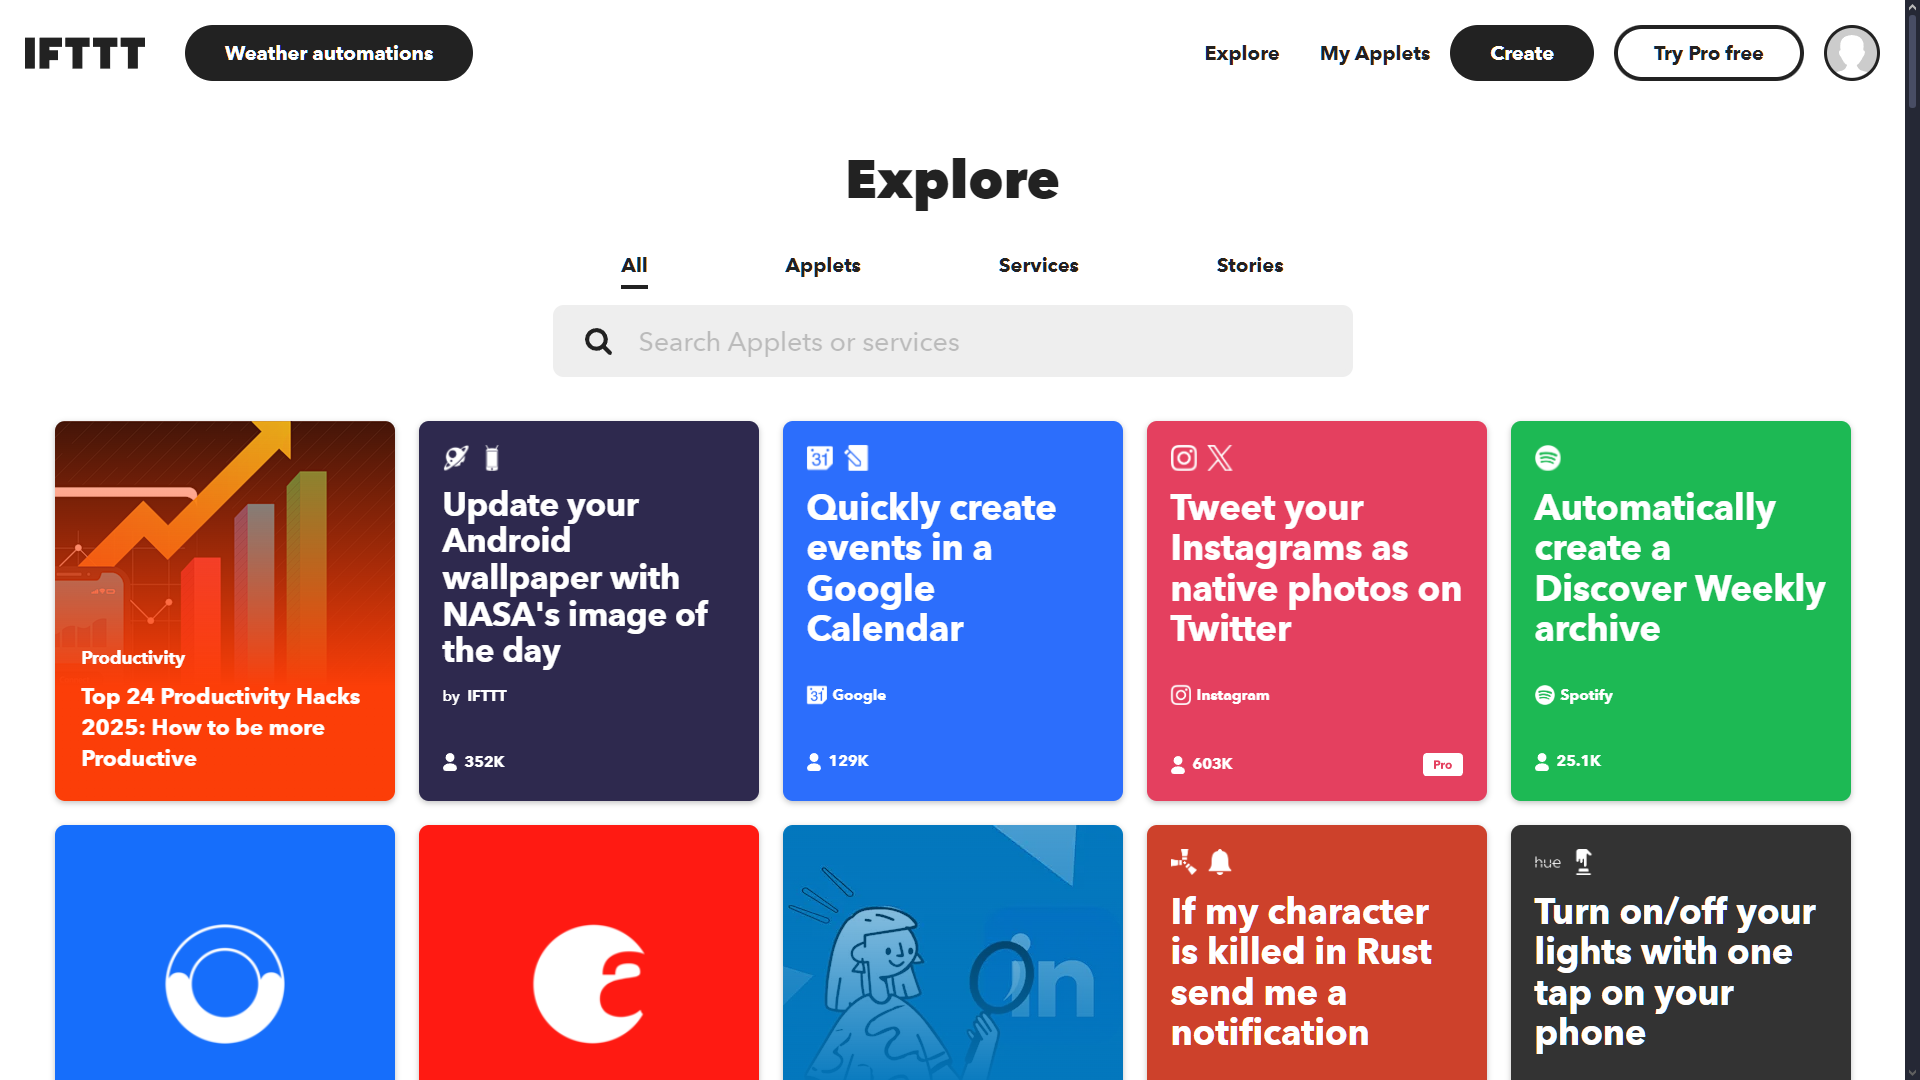 IFTTT
Weather automations
Explore
My Applets
Create
Try Pro free
Explore
All
Applets
Services
Stories
Search Applets or services
Productivity
Top 24 Productivity Hacks
2025: How to be more
Productive
Update your
Android
wallpaper with
NASA's image of
the day
by IFTTT
352K
31
Quickly create
events in a
Google
Calendar
31 Google
129K
Tweet your
Instagrams as
native photos on
Twitter
Instagram
603K
Pro
Automatically
create a
Discover Weekly
archive
Spotify
25.1K
a
in
If my character
is killed in Rust
send me a
notification
hue
Turn on/off your
lights with one
tap on your
phone